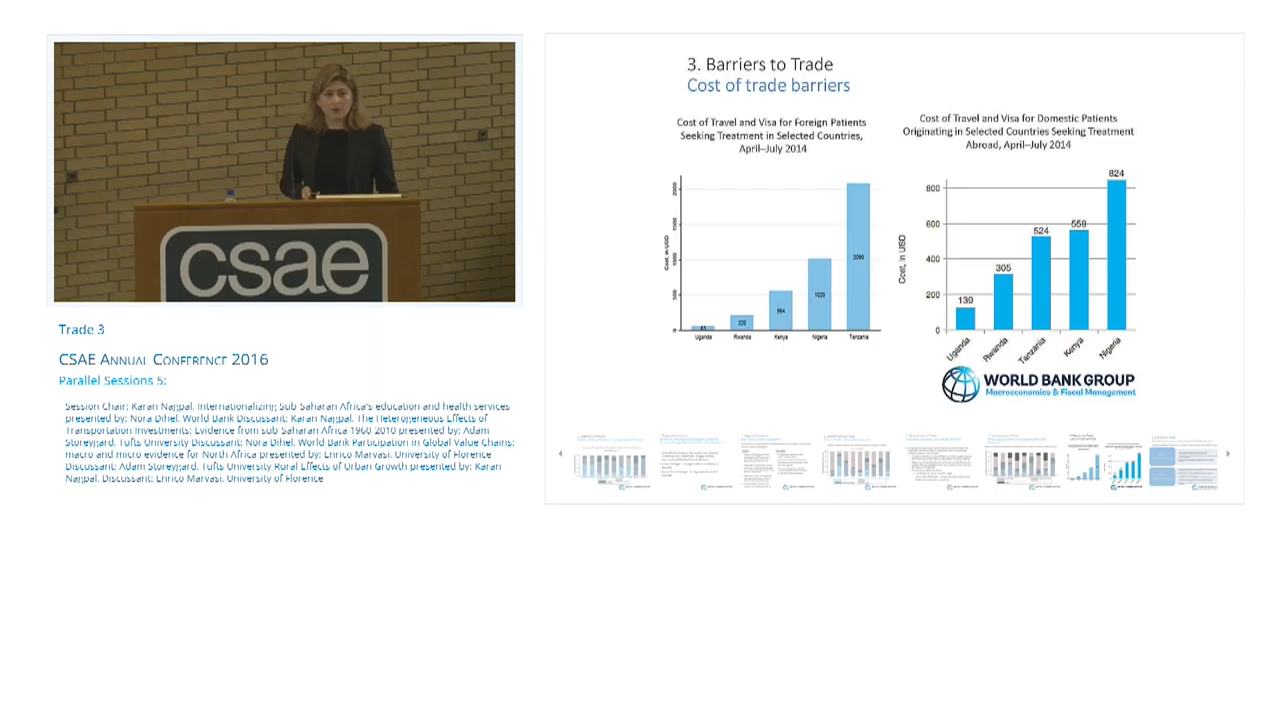 csae
Trade 3
CSAE Annual Conference 2016
Parallel Sessions 5:
Session Chair: Karan Nagpal. Internationalizing Sub Saharan Africa's education and health services
presented by: Nora Dihel. World Bank Discussant: Karan Nagpal. The Heterogeneous Effects of
Transportation Investments: Evidence from sub-Saharan Africa 1960-2010 presented by: Adam
Storeygard. Tufts University Discussant: Nora Dihel. World Bank Participation in Global Value Chains:
macro and micro evidence for North Africa presented by: Enrico Marvasi. University of Florence
Discussant: Adam Storeygard. Tufts University Rural Effects of Urban Growth presented by: Karan
Nagpal. Discussant: Enrico Marvasi. University of Florence
3. Barriers to Trade
Cost of trade barriers
Cost of Travel and Visa for Foreign Patients
Seeking Treatment in Selected Countries,
April–July 2014
Cost, in USD
2000
1500
1000
500
0
220
564
1020
2090
Uganda
Rwanda
Kenya
Nigeria
Tanzania
Cost of Travel and Visa for Domestic Patients
Originating in Selected Countries Seeking Treatment
Abroad, April–July 2014
Cost, in USD
800
600
400
200
0
139
305
524
559
824
Uganda
Rwanda
Tanzania
Kenya
Nigeria
WORLD BANK GROUP
Macroeconomics & Fiscal Management